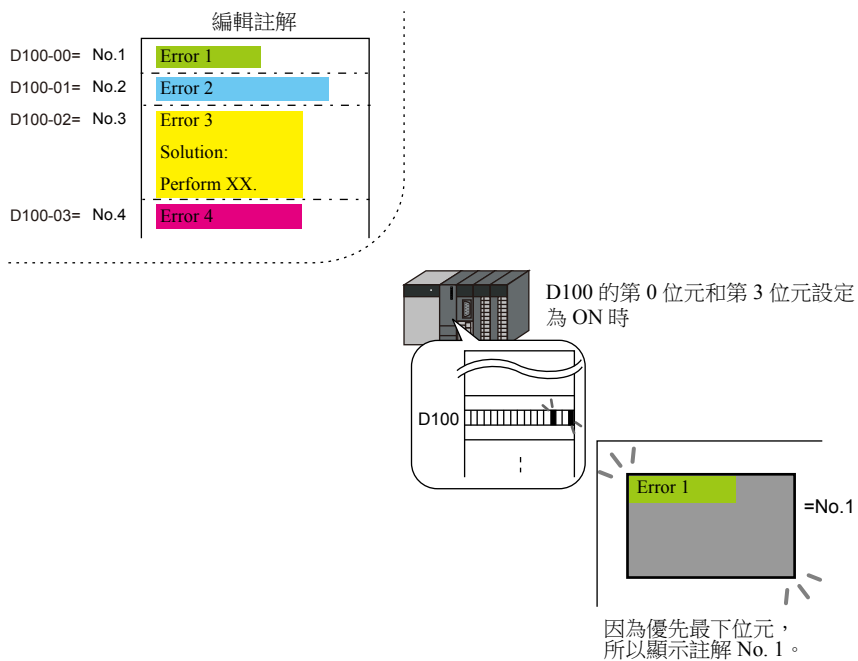 編輯註解
D100-00= No.1 Error 1
D100-01= No.2 Error 2
D100-02= No.3 Error 3
Solution:
Perform XX.
D100-03= No.4 Error 4
D100 的第 0 位元和第 3 位元設定
為 ON 時
D100
Error 1
=No.1
因為優先最下位元，
所以顯示註解 No. 1。